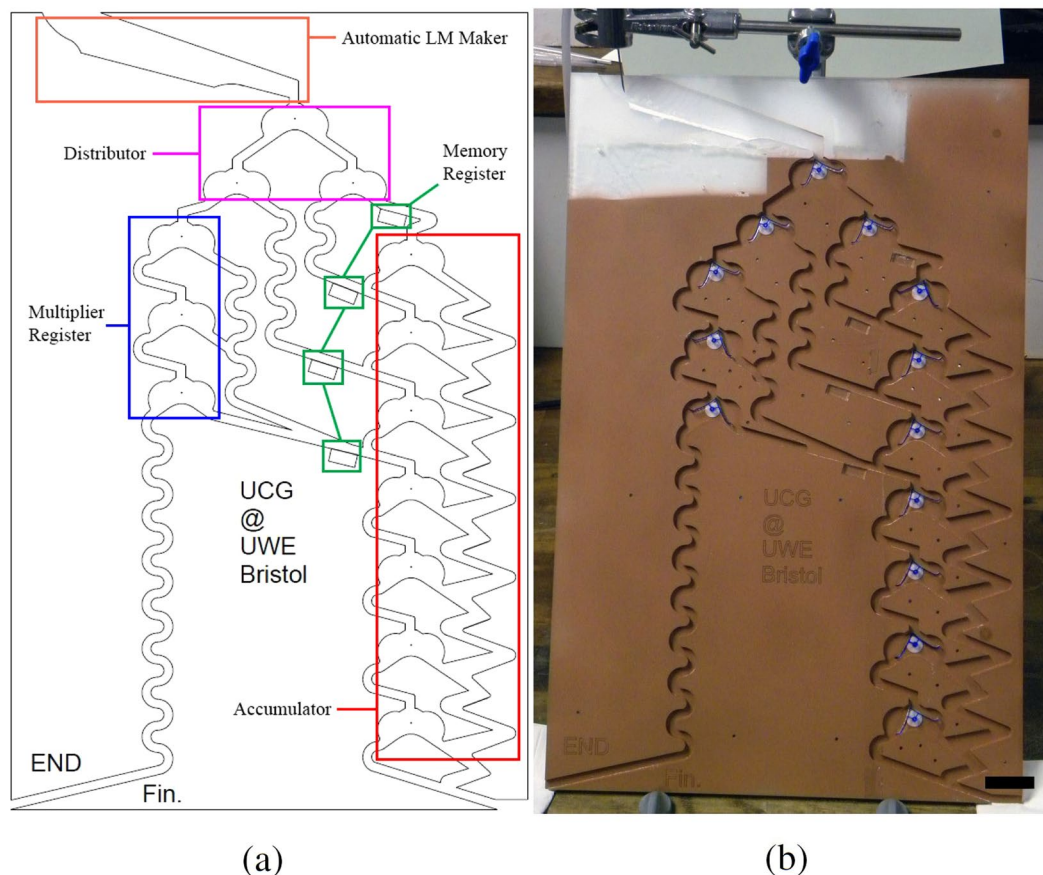 Automatic LM Maker
Distributor
Memory
Register
Multiplier
Register
UCG
@
UWE
Bristol
Accumulator
END
Fin.
UCG
@
UWE
Bristol
END
Fin.
(a)
(b)